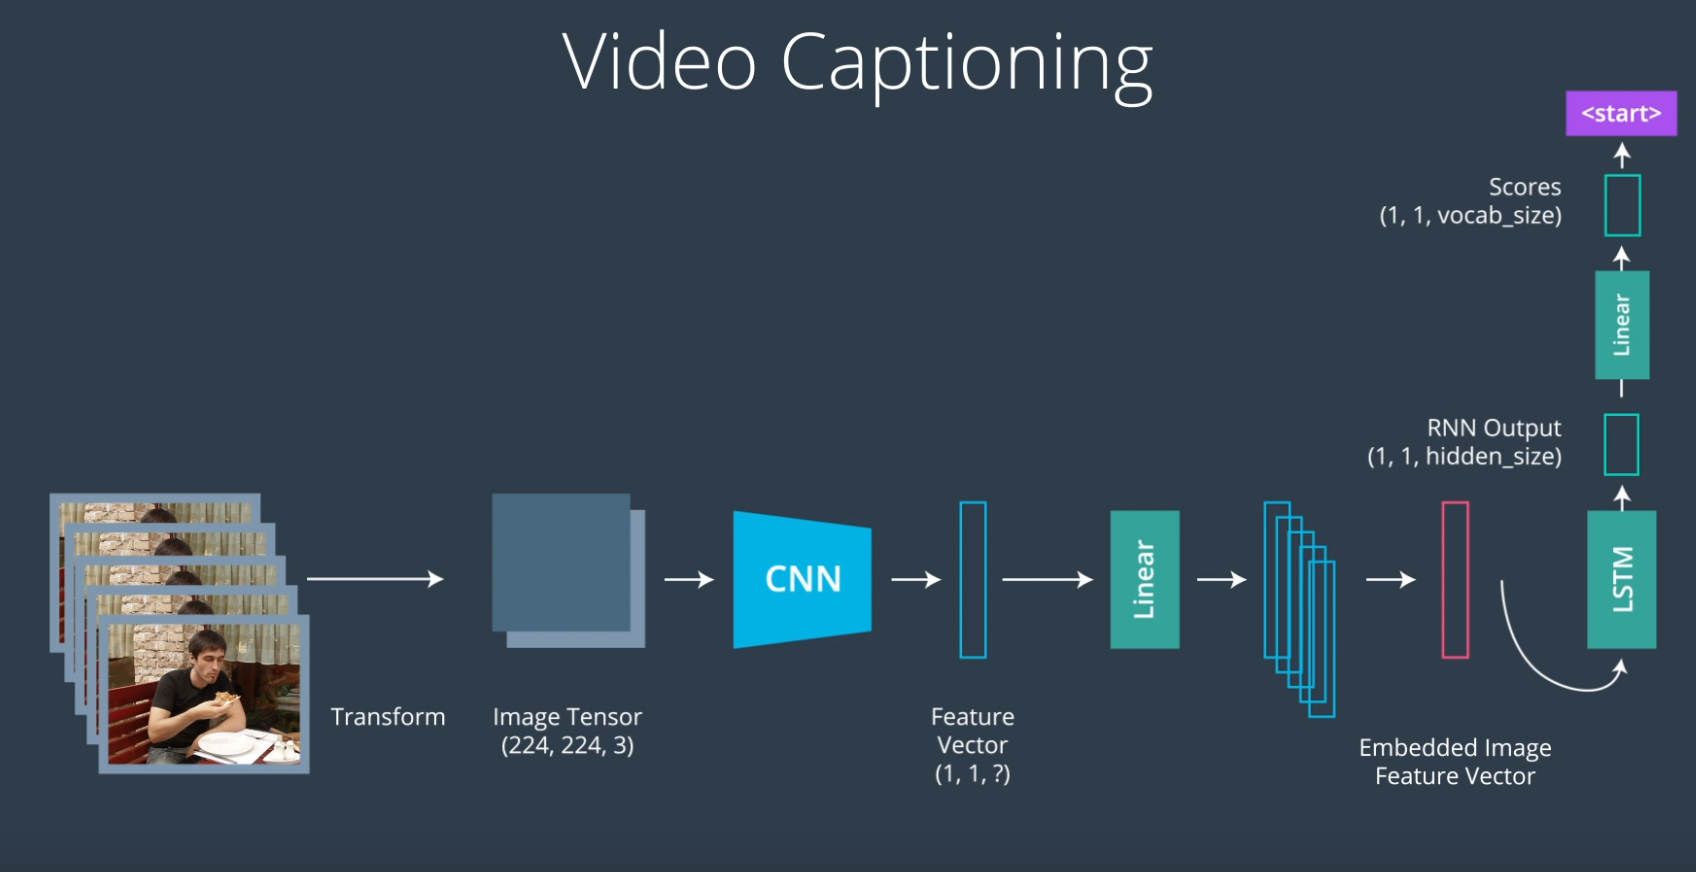 Video Captioning
<start>
Scores
(1, 1, vocab_size)
Linear
RNN Output
(1, 1, hidden_size)
CNN
Linear
LSTM
Transform
Image Tensor
(224, 224, 3)
Feature
Vector
(1, 1, ?)
Embedded Image
Feature Vector